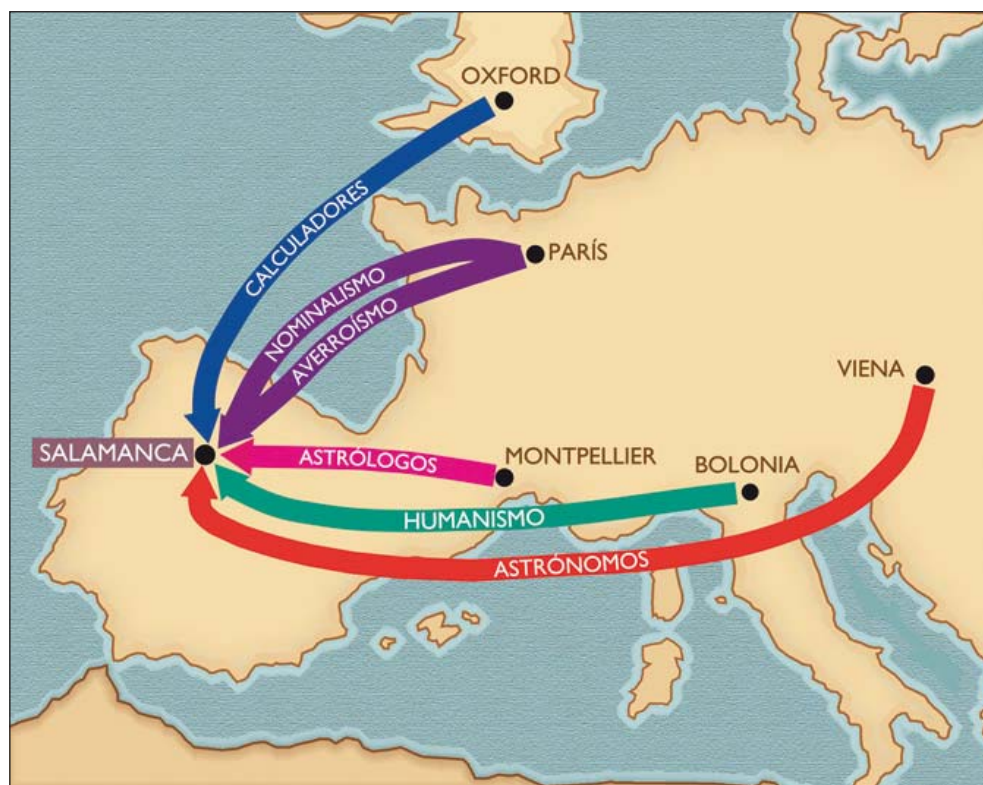 OXFORD
CALCULADORES
PARÍS
NOMINALISMO
AVERROÍSMO
VIENA
SALAMANCA
ASTRÓLOGOS
MONTPELLIER
BOLONIA
HUMANISMO
ASTRÓNOMOS